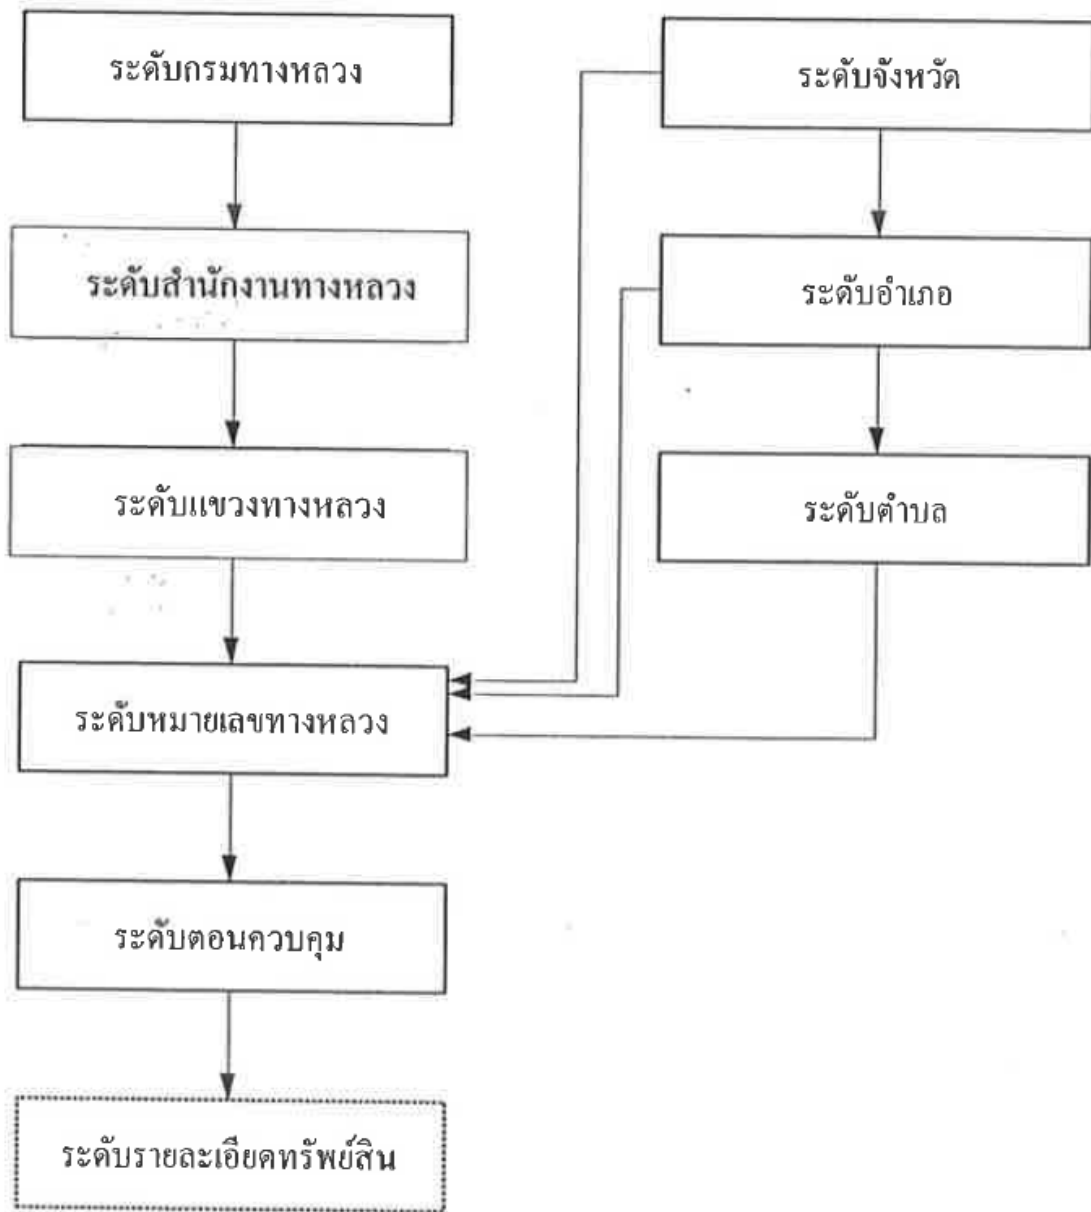 ระดับกรมทางหลวง
ระดับจังหวัด
ระดับสำนักงานทางหลวง
ระดับอำเภอ
ระดับแขวงทางหลวง
ระดับตำบล
ระดับหมายเลขทางหลวง
ระดับตอนควบคุม
ระดับรายละเอียดทรัพย์สิน